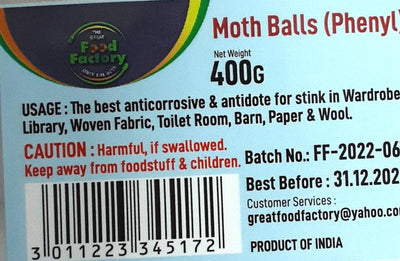 THE GREAT
Food
Factory
Moth Balls (Phenyl)
Net Weight
400G
USAGE : The best anticorrosive & antidote for stink in Wardrobe
Library, Woven Fabric, Toilet Room, Barn, Paper & Wool.
CAUTION : Harmful, if swallowed.
Keep away from foodstuff & children.
Batch No.: FF-2022-06
Best Before : 31.12.202
Customer Services :
greatfoodfactory@yahoo.co
PRODUCT OF INDIA
3 011223 345172